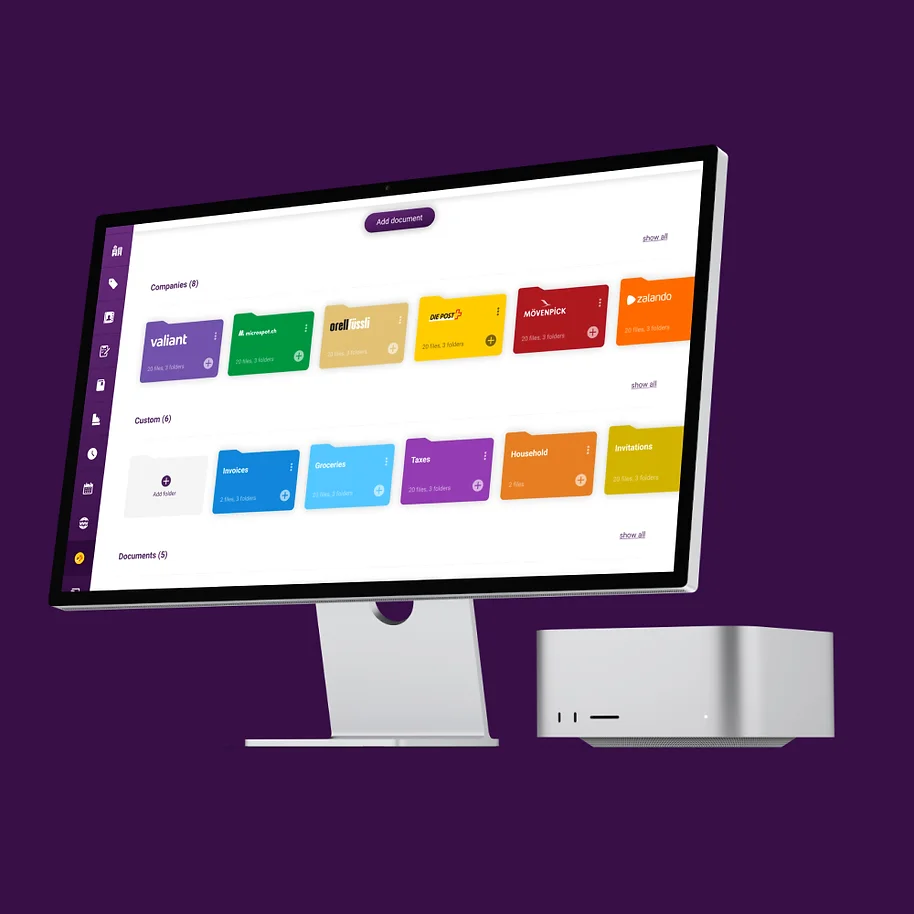 Add document
show all
Companies (8)
valiant
20 files, 3 folders
microspot.ch
20 files, 3 folders
orell füssli
20 files, 3 folders
DIE POST
20 files, 3 folders
MÖVENPICK
20 files, 3 folders
zalando
20 files, 3 folders
show all
Custom (6)
Add folder
Invoices
2 files, 3 folders
Groceries
20 files, 3 folders
Taxes
20 files, 3 folders
Household
2 files
Invitations
20 files, 3 folders
show all
Documents (5)